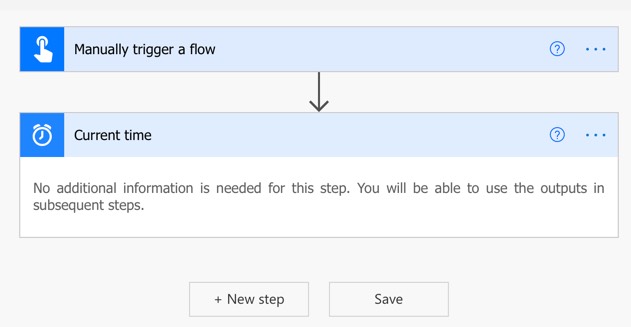 Manually trigger a flow
Current time
No additional information is needed for this step. You will be able to use the outputs in
subsequent steps.
+ New step
Save